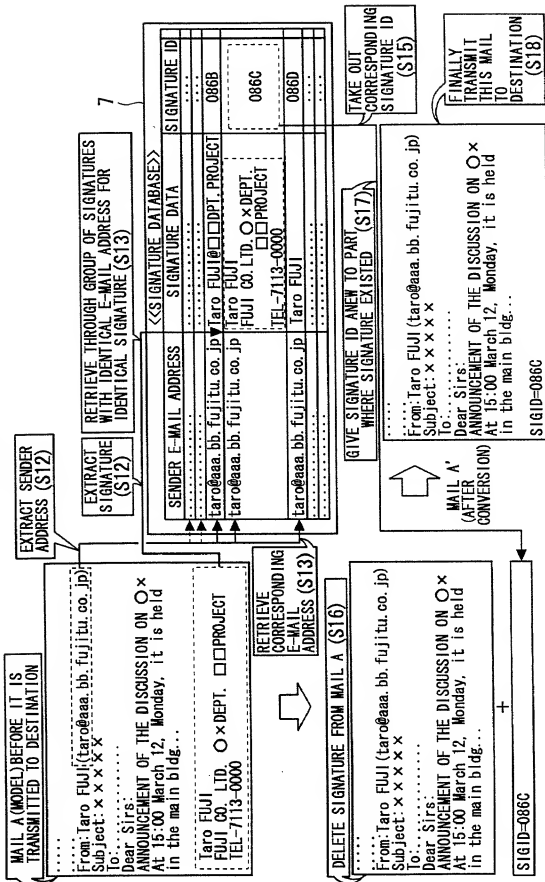 MAIL A(MODEL)BEFORE IT IS
TRANSMITTED TO DESTINATION
.....
From:Taro FUJI(taro@aaa.bb.fujitu.co.jp)
Subject:×××××
To:...........
Dear Sirs:
ANNOUNCEMENT OF THE DISCUSSION ON ○×
At 15:00 March 12, Monday, it is held
in the main bldg...
Taro FUJI
FUJI CO. LTD. ○×DEPT. □□PROJECT
TEL-7113-0000
EXTRACT SENDER
ADDRESS (S12)
EXTRACT
SIGNATURE
(S12)
RETRIEVE THROUGH GROUP OF SIGNATURES
WITH IDENTICAL E-MAIL ADDRESS FOR
IDENTICAL SIGNATURE(S13)
7
<<SIGNATURE DATABASE>>
SENDER E-MAIL ADDRESS SIGNATURE DATA SIGNATURE ID
taro@aaa.bb.fujitu.co.jp Taro FUJI@□□DPT.PROJECT 086B
taro@aaa.bb.fujitu.co.jp Taro FUJI
FUJI CO.LTD.○×DEPT.
□□PROJECT
TEL-7113-0000
086C
taro@aaa.bb.fujitu.co.jp Taro FUJI 086D
RETRIEVE
CORRESPONDING
E-MAIL
ADDRESS(S13)
TAKE OUT
CORRESPONDING
SIGNATURE ID
(S15)
DELETE SIGNATURE FROM MAIL A (S16)
.....
From:Taro FUJI(taro@aaa.bb.fujitu.co.jp)
Subject:×××××
To:...........
Dear Sirs:
ANNOUNCEMENT OF THE DISCUSSION ON ○×
At 15:00 March 12, Monday, it is held
in the main bldg...
+
SIGID=086C
GIVE SIGNATURE ID ANEW TO PART
WHERE SIGNATURE EXISTED (S17)
MAIL A'
(AFTER
CONVERSION)
.....
From:Taro FUJI(taro@aaa.bb.fujitu.co.jp)
Subject:×××××
To:...........
Dear Sirs:
ANNOUNCEMENT OF THE DISCUSSION ON ○×
At 15:00 March 12, Monday, it is held
in the main bldg...
SIGID=086C
FINALLY
TRANSMIT
THIS MAIL
TO
DESTINATION
(S18)